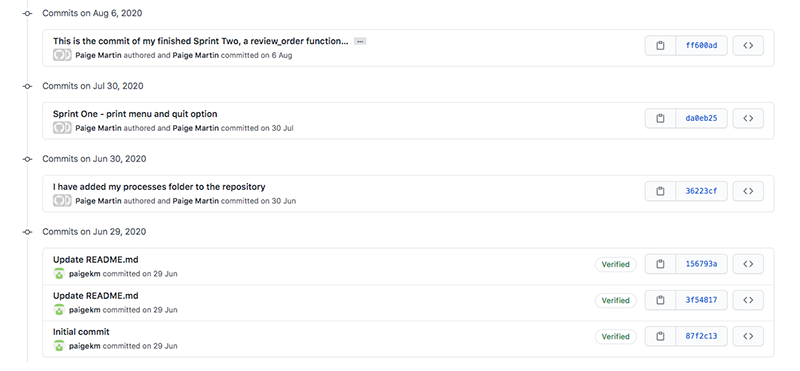 Commits on Aug 6, 2020
This is the commit of my finished Sprint Two, a review_order function... ...
Paige Martin authored and Paige Martin committed on 6 Aug
ff600ad
Commits on Jul 30, 2020
Sprint One - print menu and quit option
Paige Martin authored and Paige Martin committed on 30 Jul
da0eb25
Commits on Jun 30, 2020
I have added my processes folder to the repository
Paige Martin authored and Paige Martin committed on 30 Jun
36223cf
Commits on Jun 29, 2020
Update README.md
paigekm committed on 29 Jun
Verified 156793a
Update README.md
paigekm committed on 29 Jun
Verified 3f54817
Initial commit
paigekm committed on 29 Jun
Verified 87f2c13